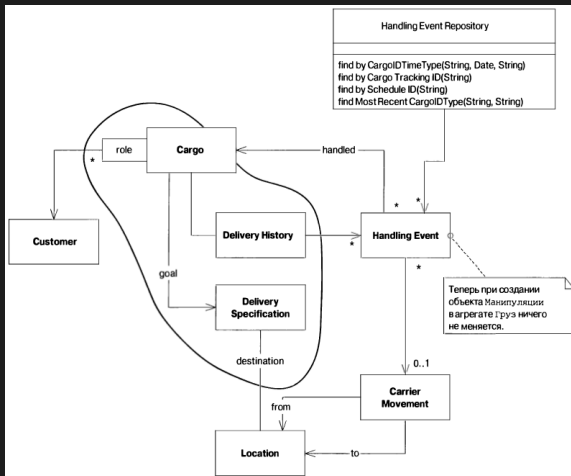 Handling Event Repository
find by CargoIDTimeType(String, Date, String)
find by Cargo Tracking ID(String)
find by Schedule ID(String)
find Most Recent CargoIDType(String, String)
role
Cargo
handled
*
*
*
Customer
Delivery History
*
Handling Event
*
goal
Delivery
Specification
Теперь при создании
объекта Манипуляции
в агрегате Груз ничего
не меняется.
destination
0..1
from
Carrier
Movement
Location
to